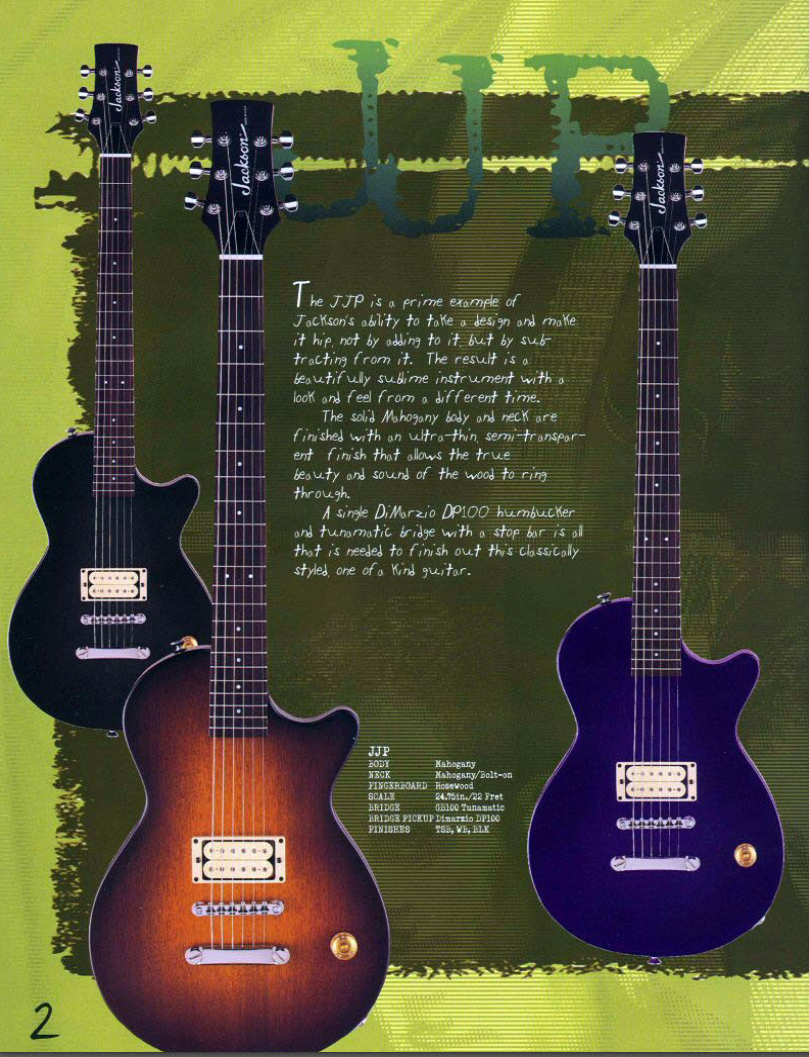 JJP
Jackson
Jackson
Jackson
The JJP is a prime example of
Jackson's ability to take a design and make
it hip, not by adding to it, but by sub-
tracting from it. The result is a
beautifully sublime instrument with a
look and feel from a different time.
The solid Mahogany body and neck are
finished with an ultra-thin, semi-transpar-
ent finish that allows the true
beauty and sound of the wood to ring
through.
A single DiMarzio DP100 humbucker
and tunamatic bridge with a stop bar is all
that is needed to finish out this classically
styled, one of a kind guitar.
JJP
BODY Mahogany
NECK Mahogany/Bolt-on
FINGERBOARD Rosewood
SCALE 24.75in./22 Fret
BRIDGE GB100 Tunamatic
BRIDGE PICKUP Dimarzio DP100
FINISHES TSB, WB, BLK
2